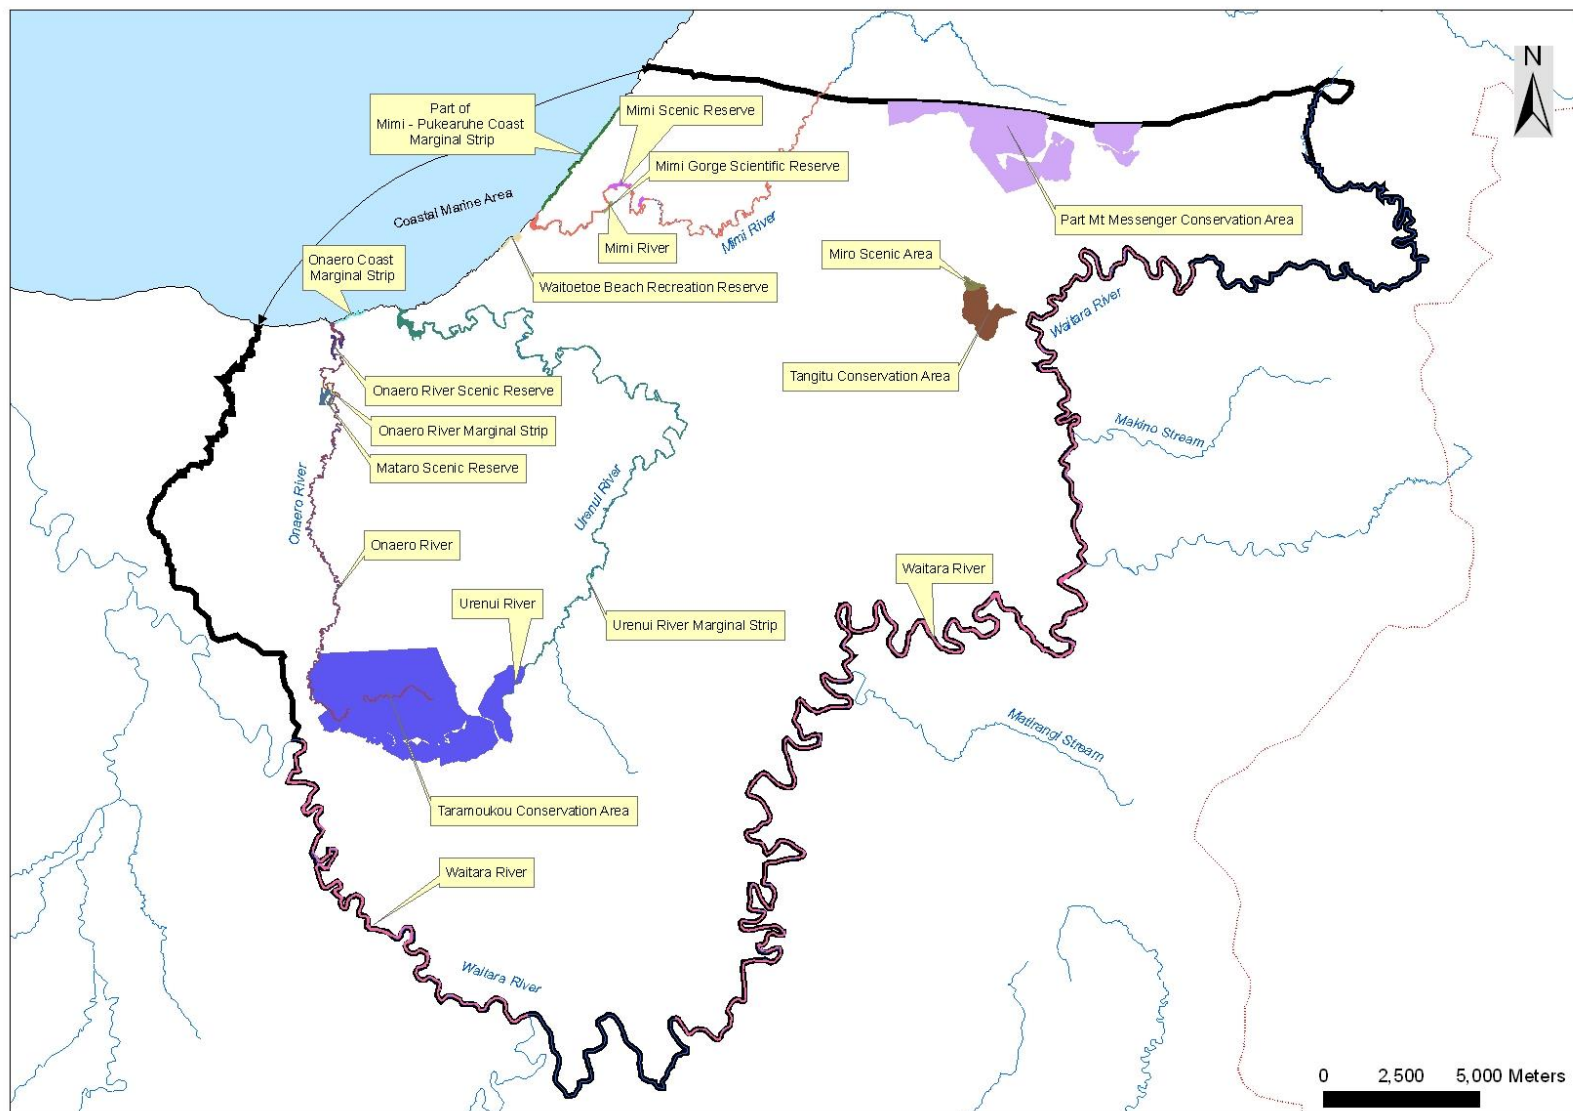 N
Part of
Mimi - Pukearuhe Coast
Marginal Strip
Mimi Scenic Reserve
Mimi Gorge Scientific Reserve
Coastal Marine Area
Part Mt Messenger Conservation Area
Mimi River
Mimi River
Onaero Coast
Marginal Strip
Miro Scenic Area
Waitoetoe Beach Recreation Reserve
Waitara River
Tangitu Conservation Area
Onaero River Scenic Reserve
Onaero River Marginal Strip
Makino Stream
Mataro Scenic Reserve
Onaero River
Urenui River
Onaero River
Waitara River
Urenui River
Urenui River Marginal Strip
Matirangi Stream
Taramoukou Conservation Area
Waitara River
Waitara River
0 2,500 5,000 Meters